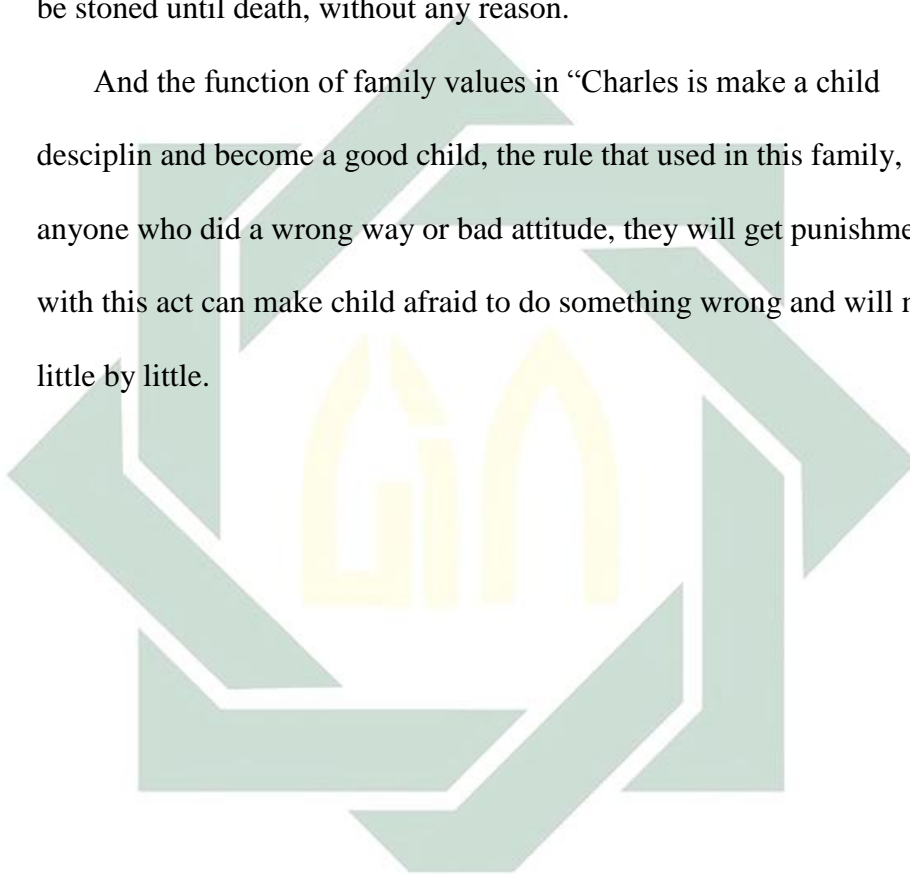 be stoned until death, without any reason.
And the function of family values in “Charles is make a child
desciplin and become a good child, the rule that used in this family,
anyone who did a wrong way or bad attitude, they will get punishme
with this act can make child afraid to do something wrong and will
little by little.